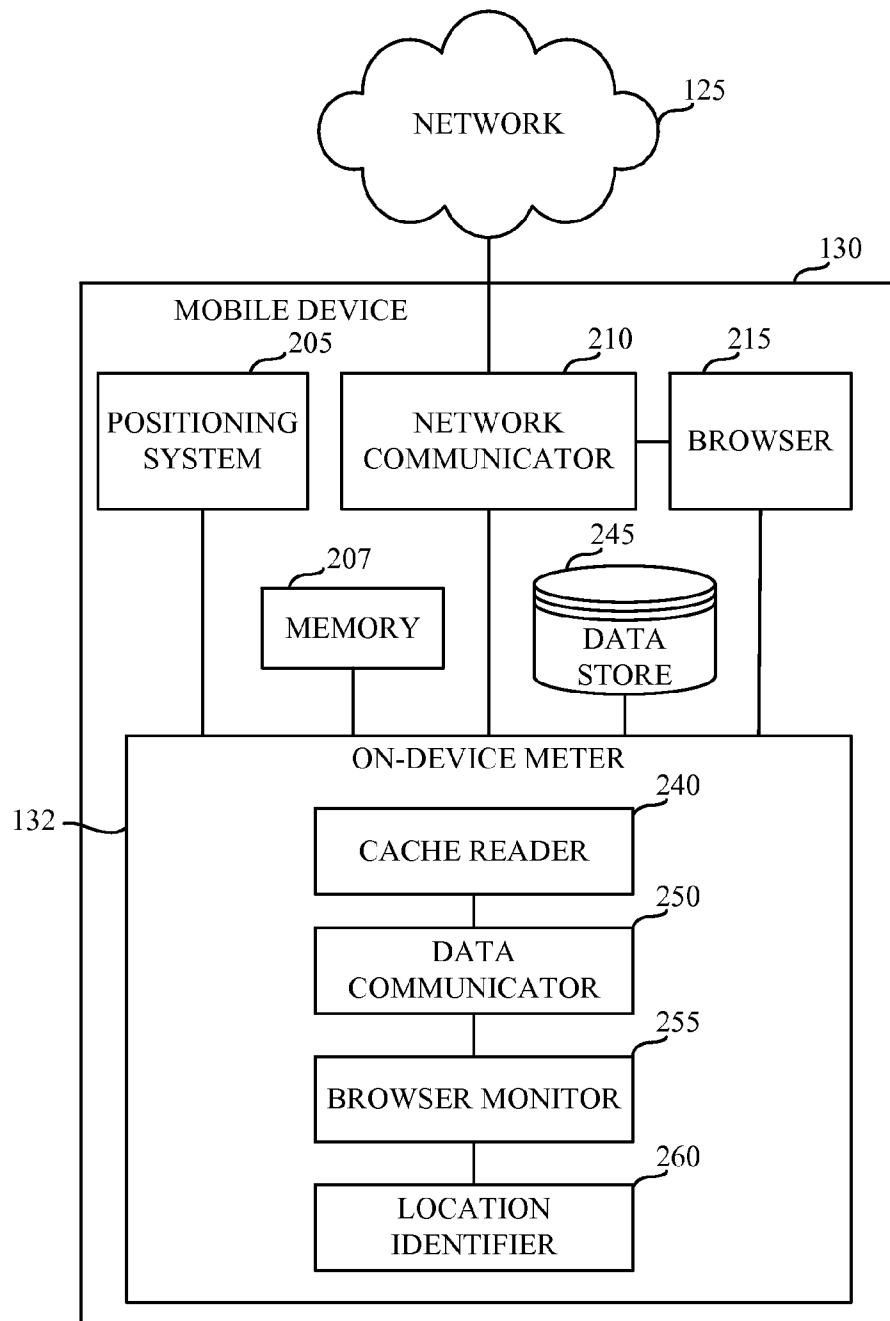 NETWORK
125
130
MOBILE DEVICE
205
210
215
POSITIONING
SYSTEM
NETWORK
COMMUNICATOR
BROWSER
207
245
MEMORY
DATA
STORE
ON-DEVICE METER
132
240
CACHE READER
250
DATA
COMMUNICATOR
255
BROWSER MONITOR
260
LOCATION
IDENTIFIER